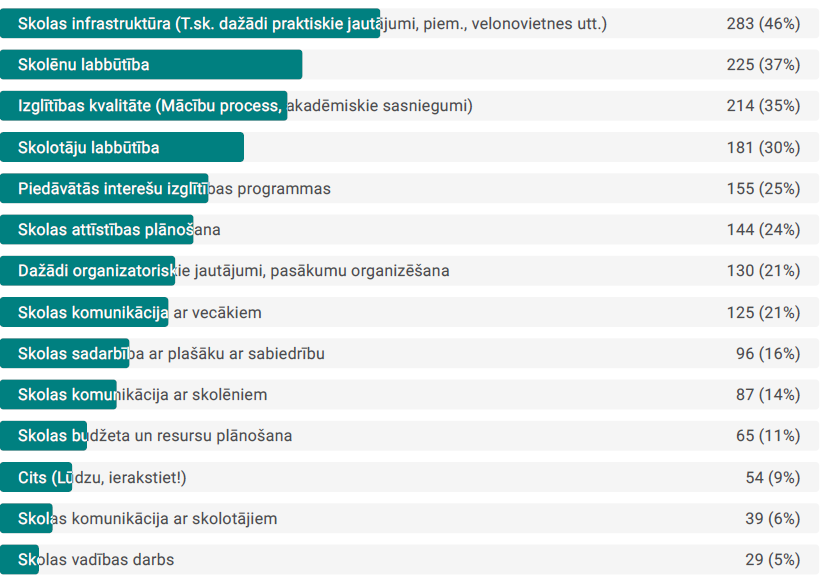 Skolas infrastruktūra (T.sk. dažādi praktiskie jautājumi, piem., velonovietnes utt.) 283 (46%)
Skolēnu labbūtība 225 (37%)
Izglītības kvalitāte (Mācību process, akadēmiskie sasniegumi) 214 (35%)
Skolotāju labbūtība 181 (30%)
Piedāvātās interešu izglītības programmas 155 (25%)
Skolas attīstības plānošana 144 (24%)
Dažādi organizatoriskie jautājumi, pasākumu organizēšana 130 (21%)
Skolas komunikācija ar vecākiem 125 (21%)
Skolas sadarbība ar plašāku ar sabiedrību 96 (16%)
Skolas komunikācija ar skolēniem 87 (14%)
Skolas budžeta un resursu plānošana 65 (11%)
Cits (Lūdzu, ierakstiet!) 54 (9%)
Skolas komunikācija ar skolotājiem 39 (6%)
Skolas vadības darbs 29 (5%)